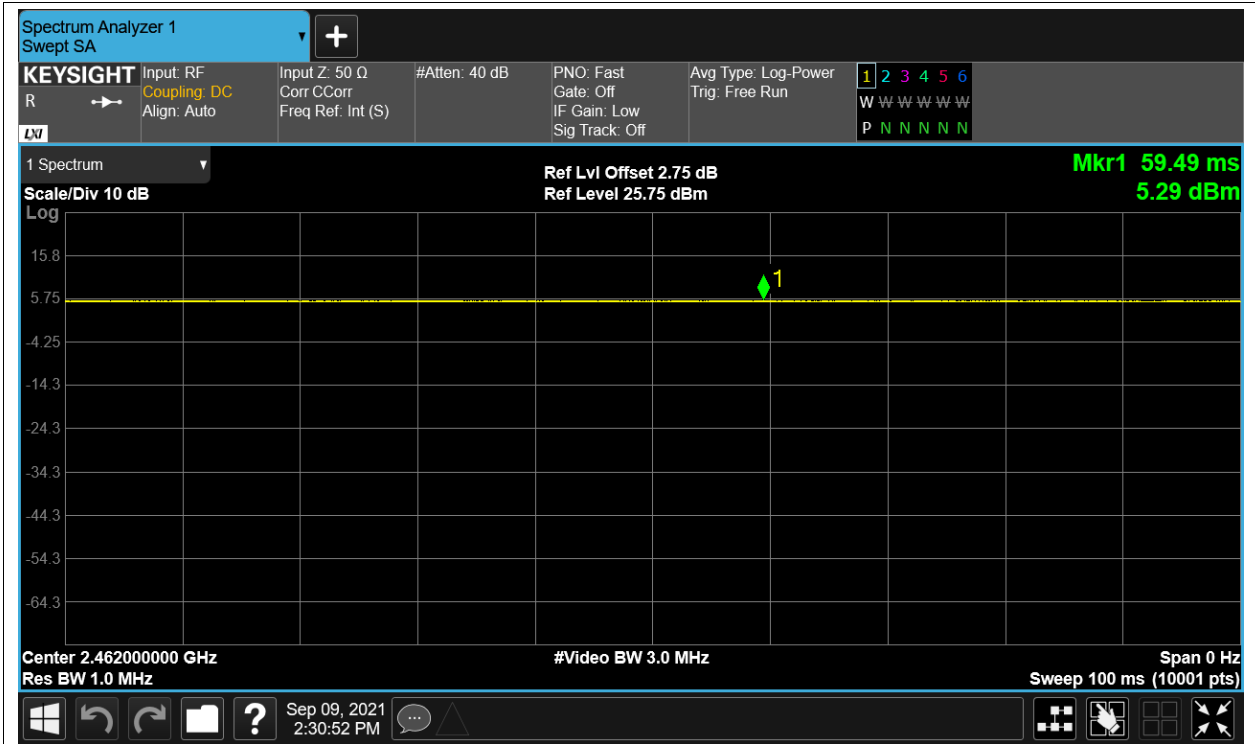 Spectrum Analyzer 1
Swept SA
+
KEYSIGHT
R
LXI
Input: RF
Coupling: DC
Align: Auto
Input Z: 50 Ω
Corr CCorr
Freq Ref: Int (S)
#Atten: 40 dB
PNO: Fast
Gate: Off
IF Gain: Low
Sig Track: Off
Avg Type: Log-Power
Trig: Free Run
1 2 3 4 5 6
W W W W W W
P N N N N N
1 Spectrum
Scale/Div 10 dB
Log
Ref Lvl Offset 2.75 dB
Ref Level 25.75 dBm
Mkr1 59.49 ms
5.29 dBm
15.8
1
5.75
-4.25
-14.3
-24.3
-34.3
-44.3
-54.3
-64.3
Center 2.462000000 GHz
Res BW 1.0 MHz
#Video BW 3.0 MHz
Span 0 Hz
Sweep 100 ms (10001 pts)
?
Sep 09, 2021
2:30:52 PM